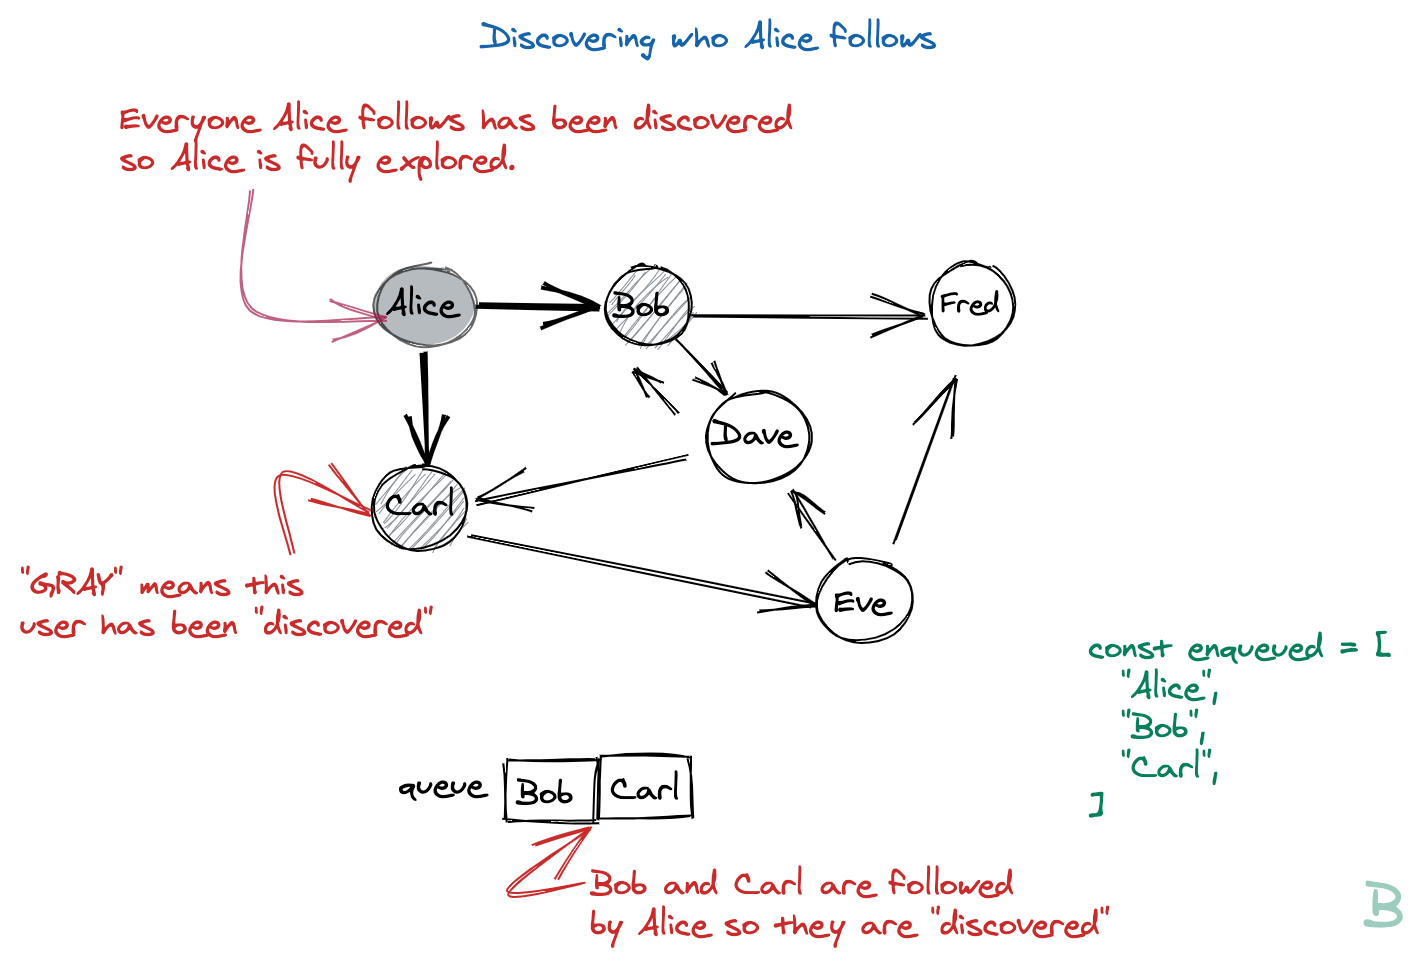 Discovering who Alice follows
Everyone Alice follows has been discovered
so Alice is fully explored.
Alice
Bob
Fred
Dave
Carl
Eve
"GRAY" means this
user has been "discovered"
const enqueued = [
"Alice",
"Bob",
"Carl",
]
queue Bob Carl
Bob and Carl are followed
by Alice so they are "discovered"
B